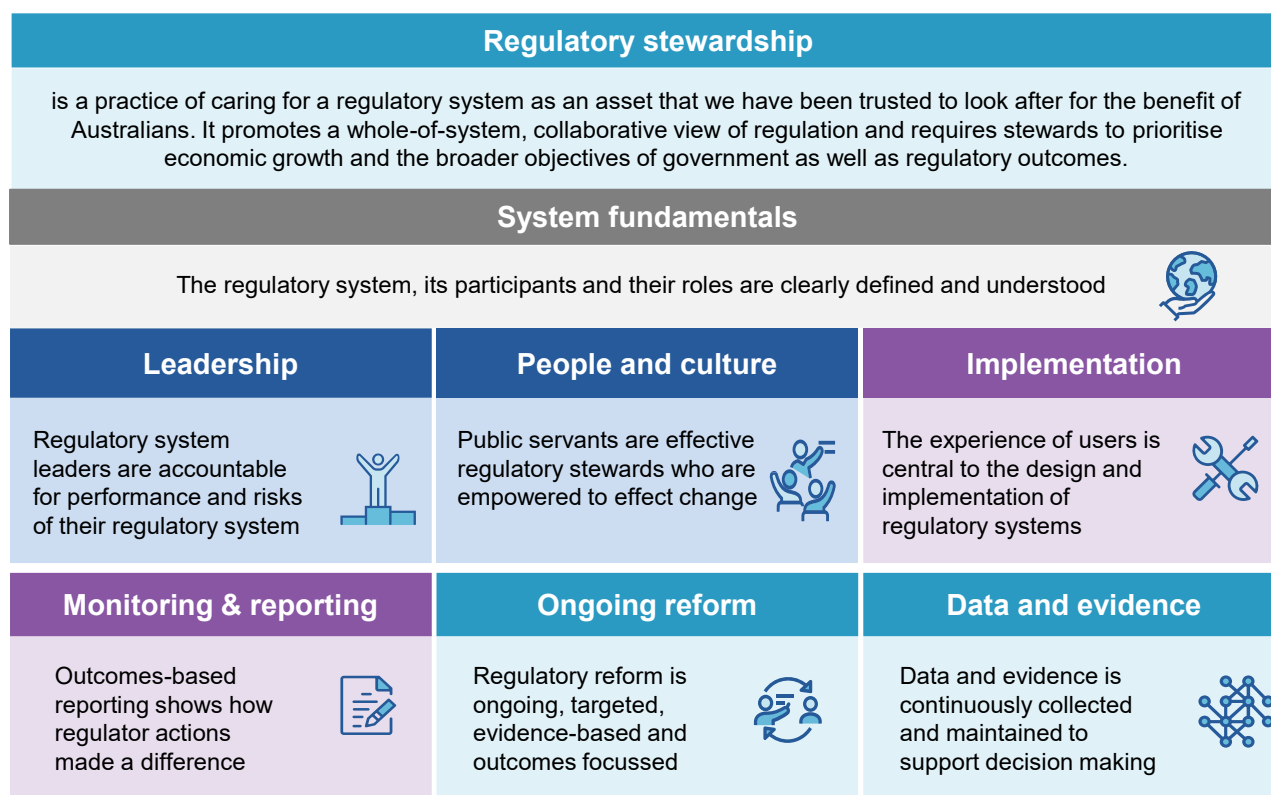 Regulatory stewardship
is a practice of caring for a regulatory system as an asset that we have been trusted to look after for the benefit of
Australians. It promotes a whole-of-system, collaborative view of regulation and requires stewards to prioritise
economic growth and the broader objectives of government as well as regulatory outcomes.
System fundamentals
The regulatory system, its participants and their roles are clearly defined and understood
Leadership
Regulatory system
leaders are accountable
for performance and risks
of their regulatory system
People and culture
Public servants are effective
regulatory stewards who are
empowered to effect change
Implementation
The experience of users is
central to the design and
implementation of
regulatory systems
Monitoring & reporting
Outcomes-based
reporting shows how
regulator actions
made a difference
Ongoing reform
Regulatory reform is
ongoing, targeted,
evidence-based and
outcomes focussed
Data and evidence
Data and evidence is
continuously collected
and maintained to
support decision making